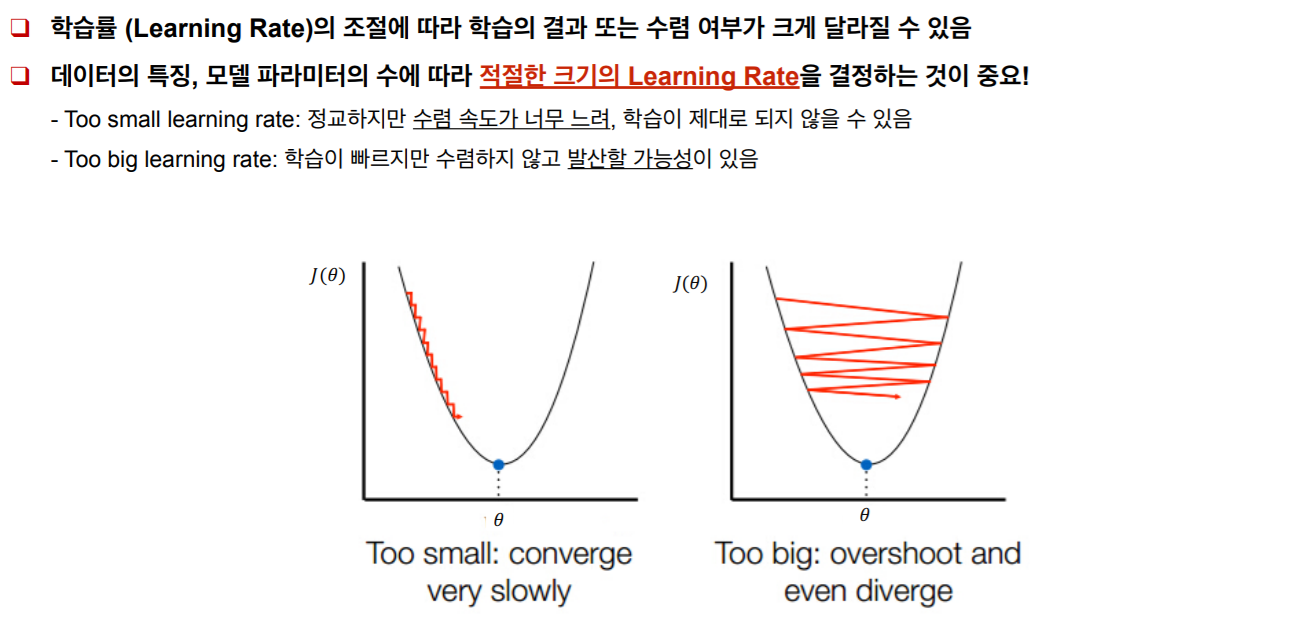 ❑ 학습률 (Learning Rate)의 조절에 따라 학습의 결과 또는 수렴 여부가 크게 달라질 수 있음
❑ 데이터의 특징, 모델 파라미터의 수에 따라 적절한 크기의 Learning Rate을 결정하는 것이 중요!
- Too small learning rate: 정교하지만 수렴 속도가 너무 느려, 학습이 제대로 되지 않을 수 있음
- Too big learning rate: 학습이 빠르지만 수렴하지 않고 발산할 가능성이 있음
J(θ)
θ
Too small: converge
very slowly
J(θ)
θ
Too big: overshoot and
even diverge